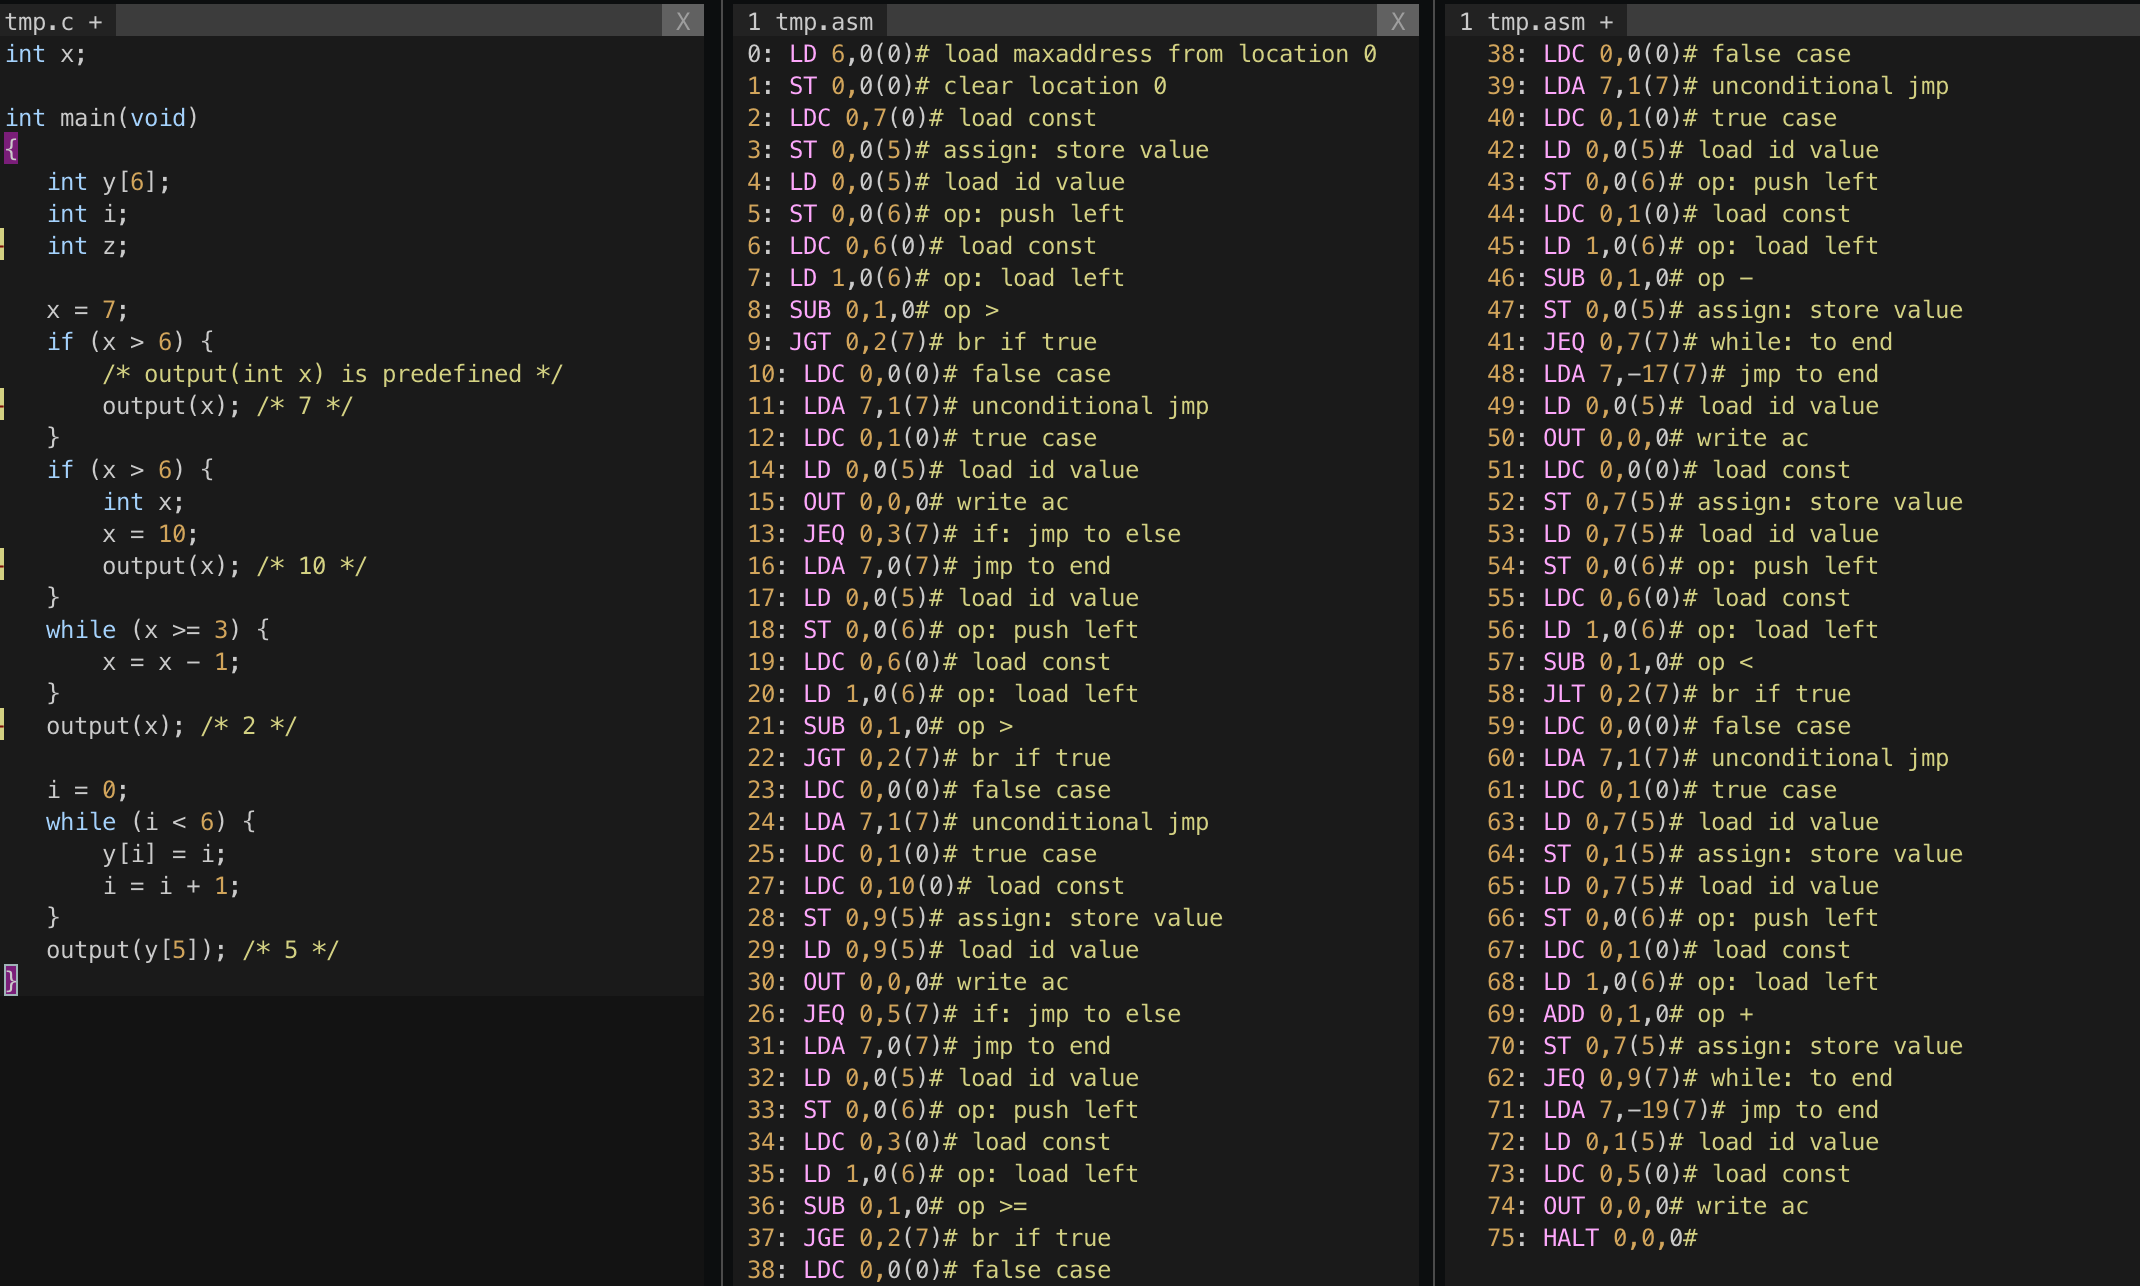 tmp.c +
X
int x;
int main(void)
{
int y[6];
int i;
int z;
x = 7;
if (x > 6) {
/* output(int x) is predefined */
output(x); /* 7 */
}
if (x > 6) {
int x;
x = 10;
output(x); /* 10 */
}
while (x >= 3) {
x = x - 1;
}
output(x); /* 2 */
i = 0;
while (i < 6) {
y[i] = i;
i = i + 1;
}
output(y[5]); /* 5 */
}
1 tmp.asm
X
0: LD 6,0(0)# load maxaddress from location 0
1: ST 0,0(0)# clear location 0
2: LDC 0,7(0)# load const
3: ST 0,0(5)# assign: store value
4: LD 0,0(5)# load id value
5: ST 0,0(6)# op: push left
6: LDC 0,6(0)# load const
7: LD 1,0(6)# op: load left
8: SUB 0,1,0# op >
9: JGT 0,2(7)# br if true
10: LDC 0,0(0)# false case
11: LDA 7,1(7)# unconditional jmp
12: LDC 0,1(0)# true case
14: LD 0,0(5)# load id value
15: OUT 0,0,0# write ac
13: JEQ 0,3(7)# if: jmp to else
16: LDA 7,0(7)# jmp to end
17: LD 0,0(5)# load id value
18: ST 0,0(6)# op: push left
19: LDC 0,6(0)# load const
20: LD 1,0(6)# op: load left
21: SUB 0,1,0# op >
22: JGT 0,2(7)# br if true
23: LDC 0,0(0)# false case
24: LDA 7,1(7)# unconditional jmp
25: LDC 0,1(0)# true case
27: LDC 0,10(0)# load const
28: ST 0,9(5)# assign: store value
29: LD 0,9(5)# load id value
30: OUT 0,0,0# write ac
26: JEQ 0,5(7)# if: jmp to else
31: LDA 7,0(7)# jmp to end
32: LD 0,0(5)# load id value
33: ST 0,0(6)# op: push left
34: LDC 0,3(0)# load const
35: LD 1,0(6)# op: load left
36: SUB 0,1,0# op >=
37: JGE 0,2(7)# br if true
38: LDC 0,0(0)# false case
1 tmp.asm +
38: LDC 0,0(0)# false case
39: LDA 7,1(7)# unconditional jmp
40: LDC 0,1(0)# true case
42: LD 0,0(5)# load id value
43: ST 0,0(6)# op: push left
44: LDC 0,1(0)# load const
45: LD 1,0(6)# op: load left
46: SUB 0,1,0# op -
47: ST 0,0(5)# assign: store value
41: JEQ 0,7(7)# while: to end
48: LDA 7,-17(7)# jmp to end
49: LD 0,0(5)# load id value
50: OUT 0,0,0# write ac
51: LDC 0,0(0)# load const
52: ST 0,7(5)# assign: store value
53: LD 0,7(5)# load id value
54: ST 0,0(6)# op: push left
55: LDC 0,6(0)# load const
56: LD 1,0(6)# op: load left
57: SUB 0,1,0# op <
58: JLT 0,2(7)# br if true
59: LDC 0,0(0)# false case
60: LDA 7,1(7)# unconditional jmp
61: LDC 0,1(0)# true case
63: LD 0,7(5)# load id value
64: ST 0,1(5)# assign: store value
65: LD 0,7(5)# load id value
66: ST 0,0(6)# op: push left
67: LDC 0,1(0)# load const
68: LD 1,0(6)# op: load left
69: ADD 0,1,0# op +
70: ST 0,7(5)# assign: store value
62: JEQ 0,9(7)# while: to end
71: LDA 7,-19(7)# jmp to end
72: LD 0,1(5)# load id value
73: LDC 0,5(0)# load const
74: OUT 0,0,0# write ac
75: HALT 0,0,0#